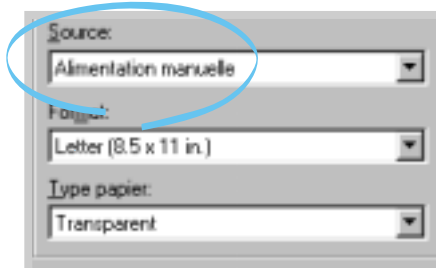 Source:
Alimentation manuelle
Format:
Letter (8.5 x 11 in.)
Type papier:
Transparent